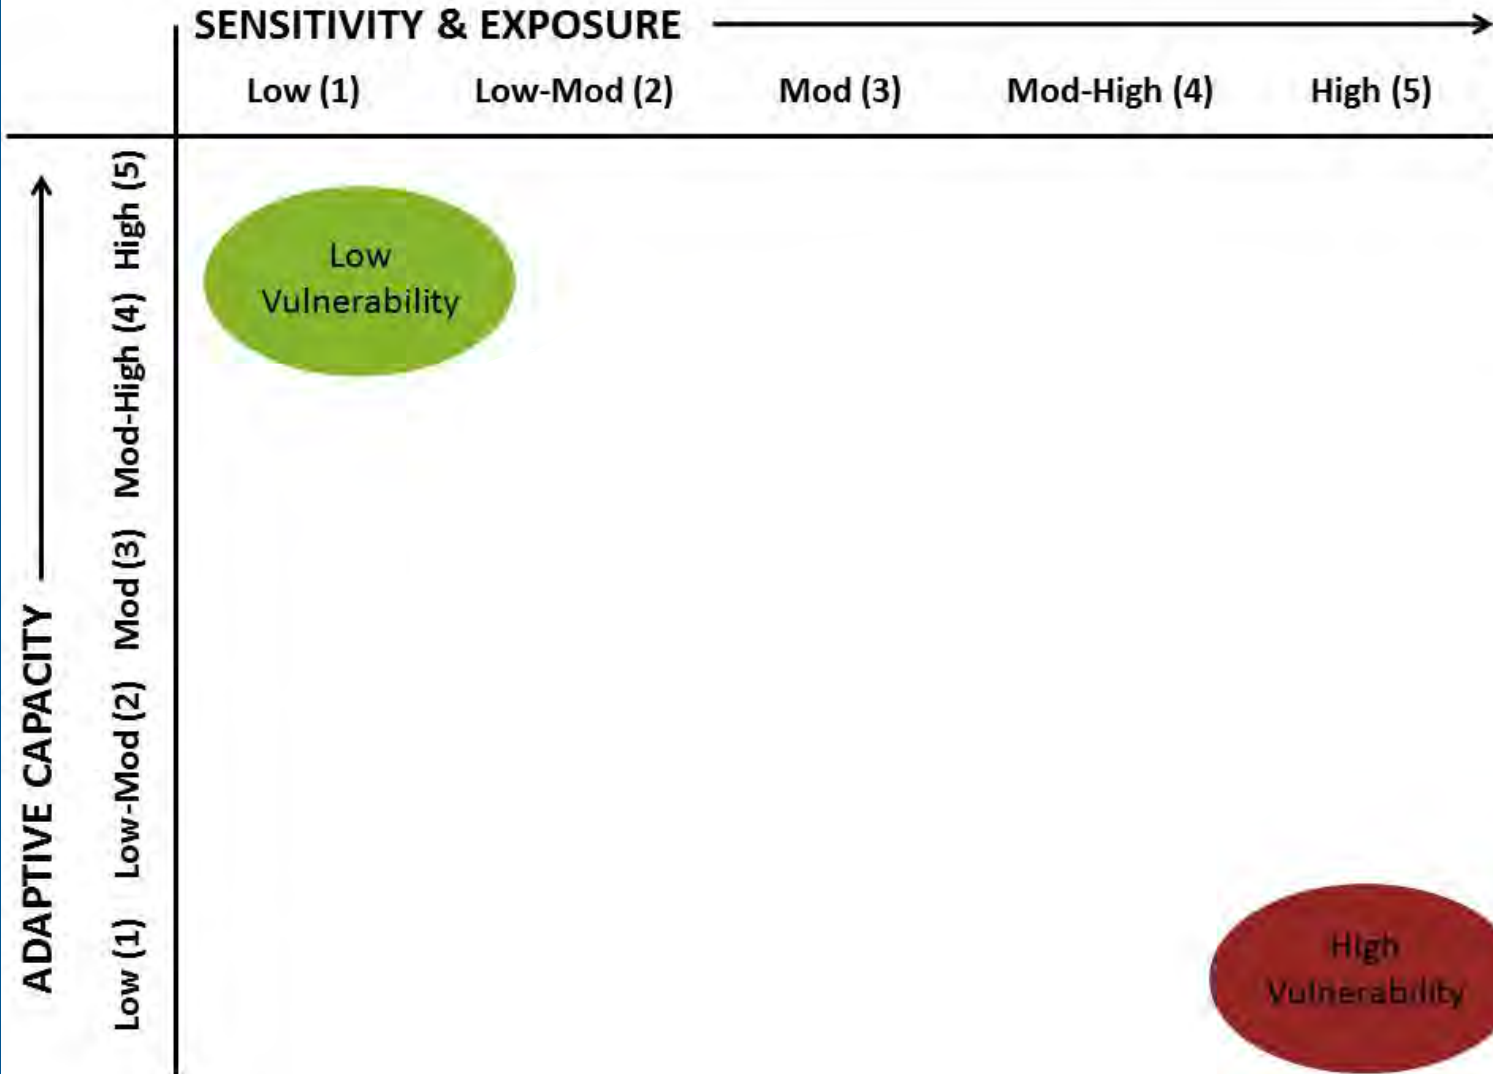 SENSITIVITY & EXPOSURE
Low (1) Low-Mod (2) Mod (3) Mod-High (4) High (5)
ADAPTIVE CAPACITY
High (5)
Mod-High (4)
Mod (3)
Low-Mod (2)
Low (1)
Low
Vulnerability
High
Vulnerability